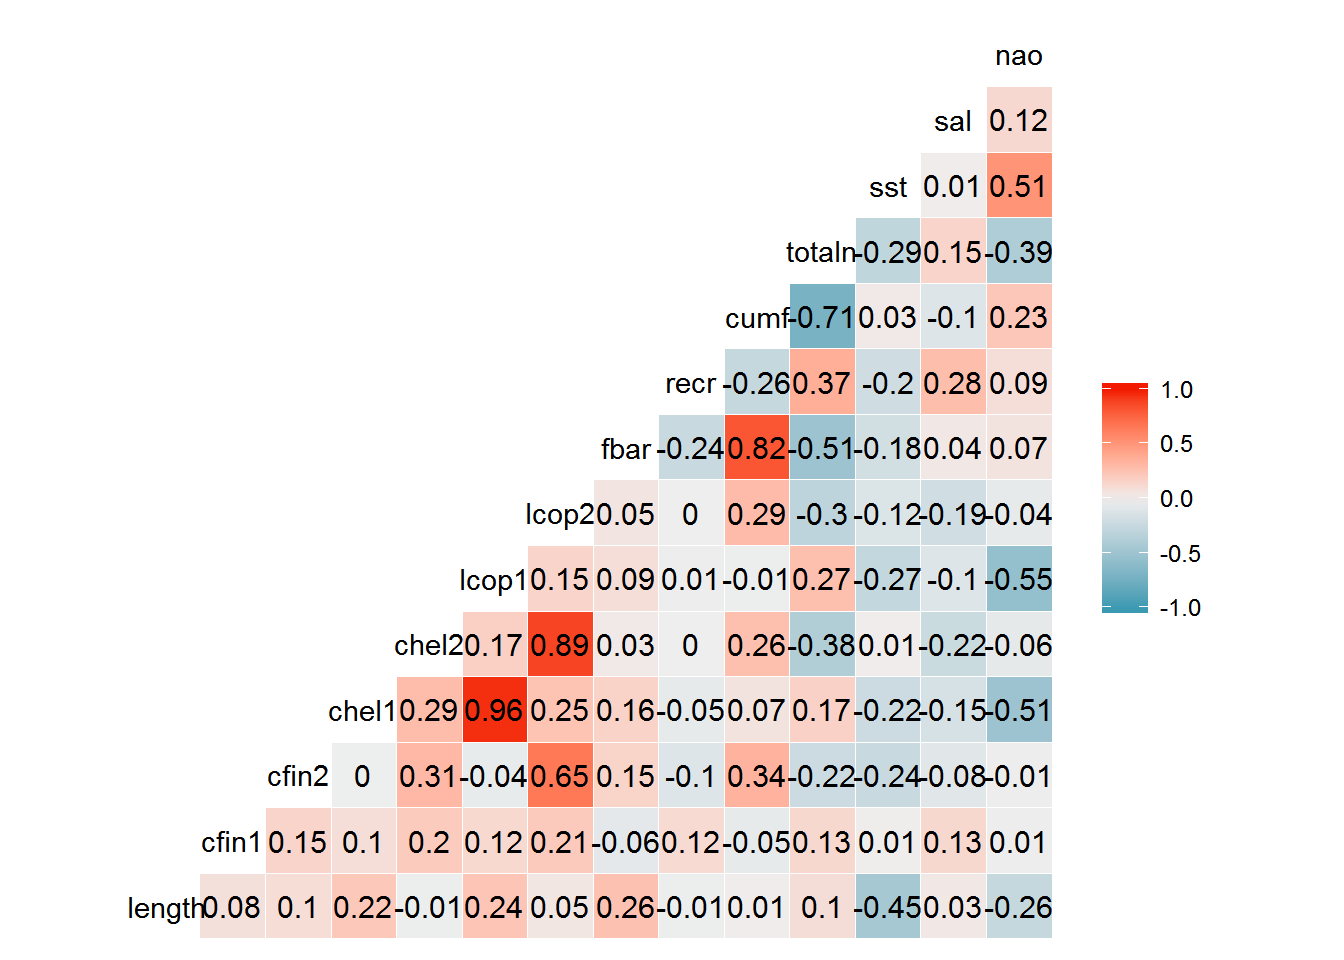 nao
sal 0.12
sst 0.01 0.51
totaln -0.29 0.15 -0.39
cumf -0.71 0.03 -0.1 0.23
recr -0.26 0.37 -0.2 0.28 0.09
1.0
fbar -0.24 0.82 -0.51 -0.18 0.04 0.07
0.5
lcop2 0.05 0 0.29 -0.3 -0.12 -0.19 -0.04
0.0
-0.5
lcop1 0.15 0.09 0.01 -0.01 0.27 -0.27 -0.1 -0.55
-1.0
chel2 0.17 0.89 0.03 0 0.26 -0.38 0.01 -0.22 -0.06
chel1 0.29 0.96 0.25 0.16 -0.05 0.07 0.17 -0.22 -0.15 -0.51
cfin2 0 0.31 -0.04 0.65 0.15 -0.1 0.34 -0.22 -0.24 -0.08 -0.01
cfin1 0.15 0.1 0.2 0.12 0.21 -0.06 0.12 -0.05 0.13 0.01 0.13 0.01
length 0.08 0.1 0.22 -0.01 0.24 0.05 0.26 -0.01 0.01 0.1 -0.45 0.03 -0.26